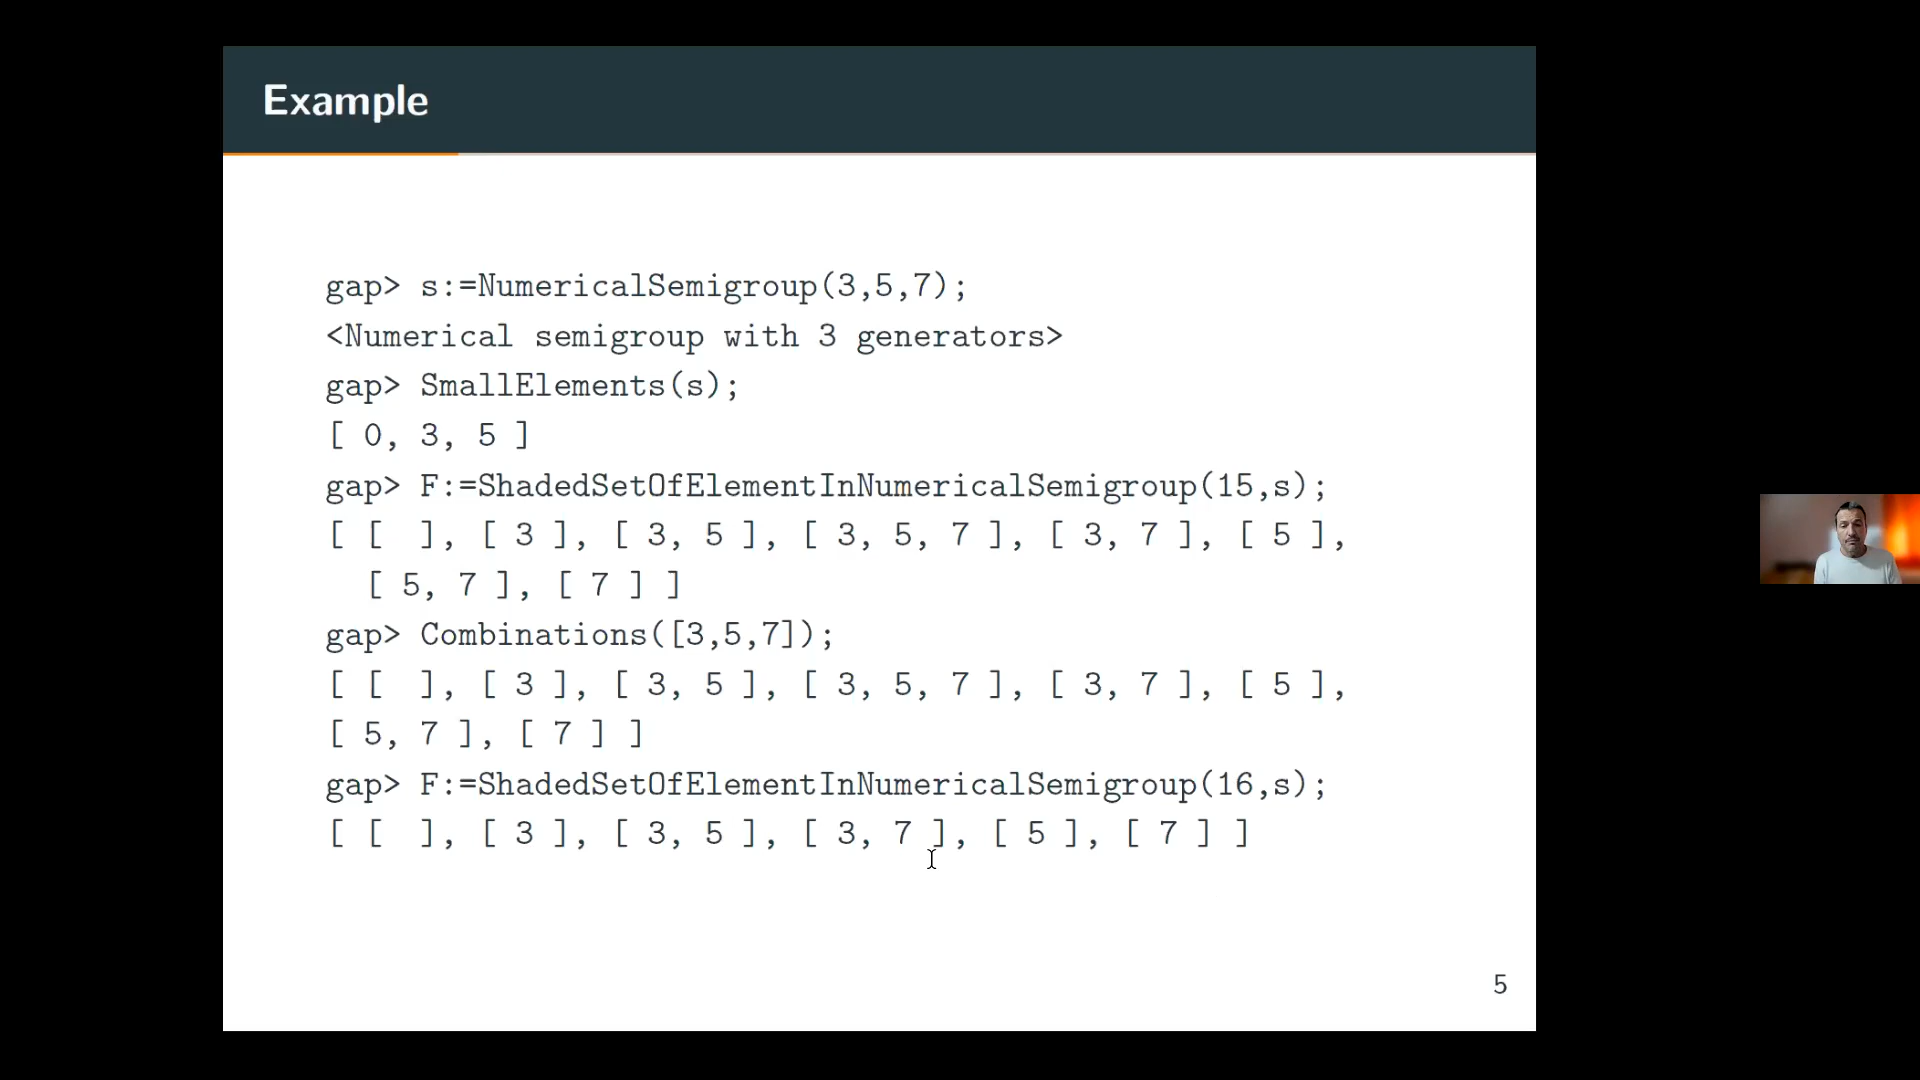 Example
gap> s:=NumericalSemigroup(3,5,7);
<Numerical semigroup with 3 generators>
gap> SmallElements(s);
[ 0, 3, 5 ]
gap> F:=ShadedSetOfElementInNumericalSemigroup(15,s);
[ [  ], [ 3 ], [ 3, 5 ], [ 3, 5, 7 ], [ 3, 7 ], [ 5 ],
[ 5, 7 ], [ 7 ] ]
gap> Combinations([3,5,7]);
[ [  ], [ 3 ], [ 3, 5 ], [ 3, 5, 7 ], [ 3, 7 ], [ 5 ],
[ 5, 7 ], [ 7 ] ]
gap> F:=ShadedSetOfElementInNumericalSemigroup(16,s);
[ [  ], [ 3 ], [ 3, 5 ], [ 3, 7 ], [ 5 ], [ 7 ] ]
5